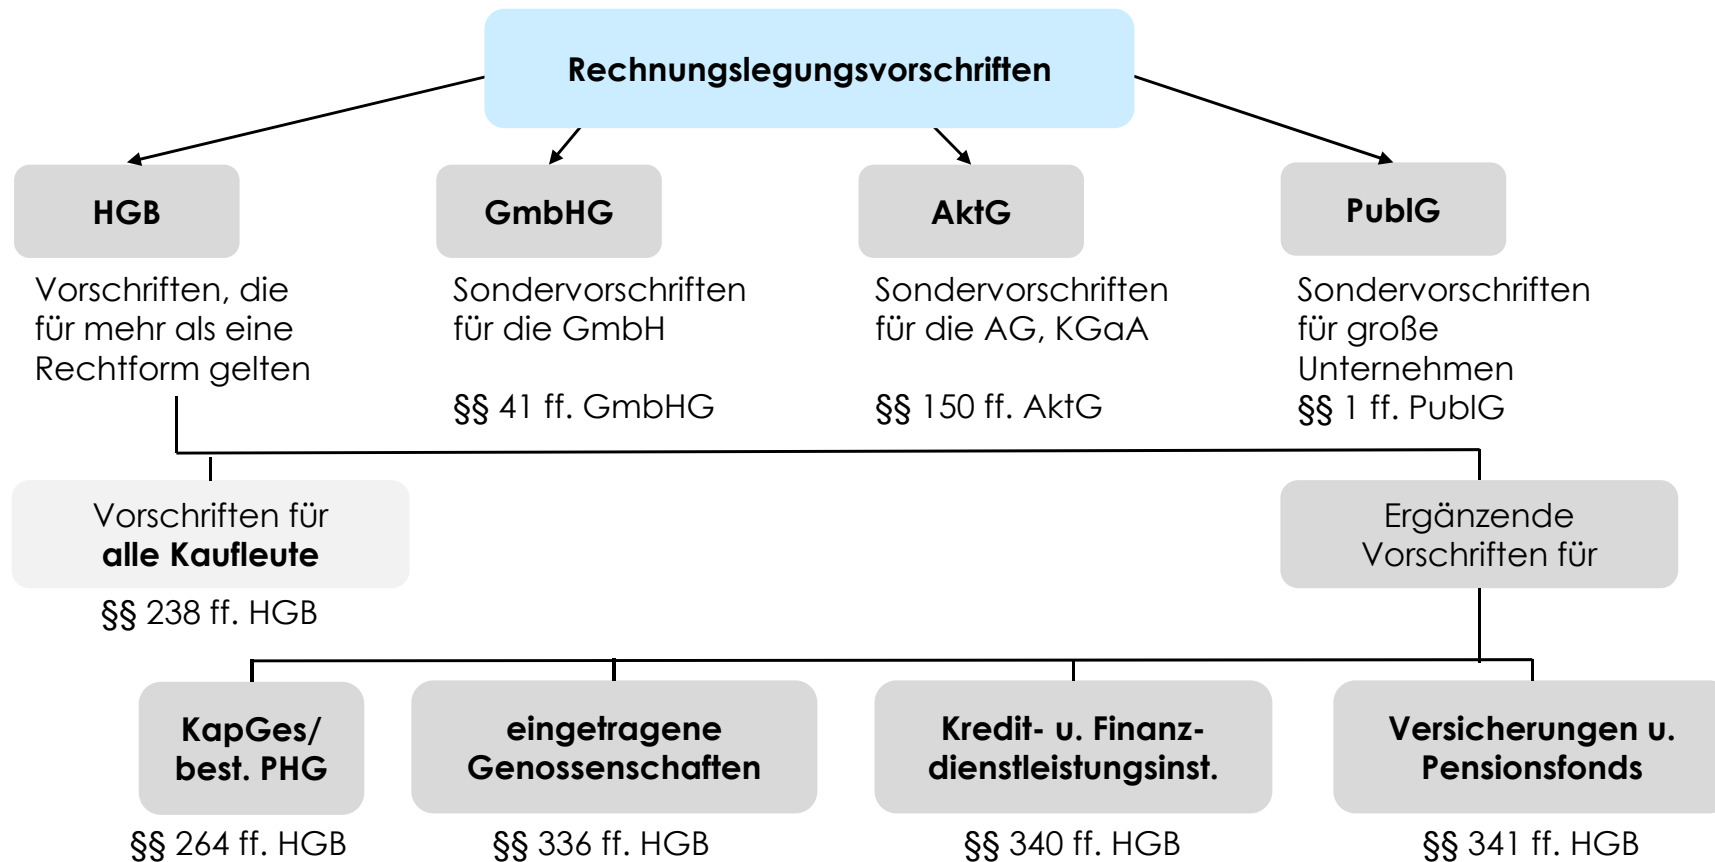 Rechnungslegungsvorschriften
HGB
GmbHG
AktG
PublG
Vorschriften, die
für mehr als eine
Rechtform gelten
Sondervorschriften
für die GmbH
§§ 41 ff. GmbHG
Sondervorschriften
für die AG, KGaA
§§ 150 ff. AktG
Sondervorschriften
für große
Unternehmen
§§ 1 ff. PublG
Vorschriften für
alle Kaufleute
§§ 238 ff. HGB
Ergänzende
Vorschriften für
KapGes/
best. PHG
§§ 264 ff. HGB
eingetragene
Genossenschaften
§§ 336 ff. HGB
Kredit- u. Finanz-
dienstleistungsinst.
§§ 340 ff. HGB
Versicherungen u.
Pensionsfonds
§§ 341 ff. HGB